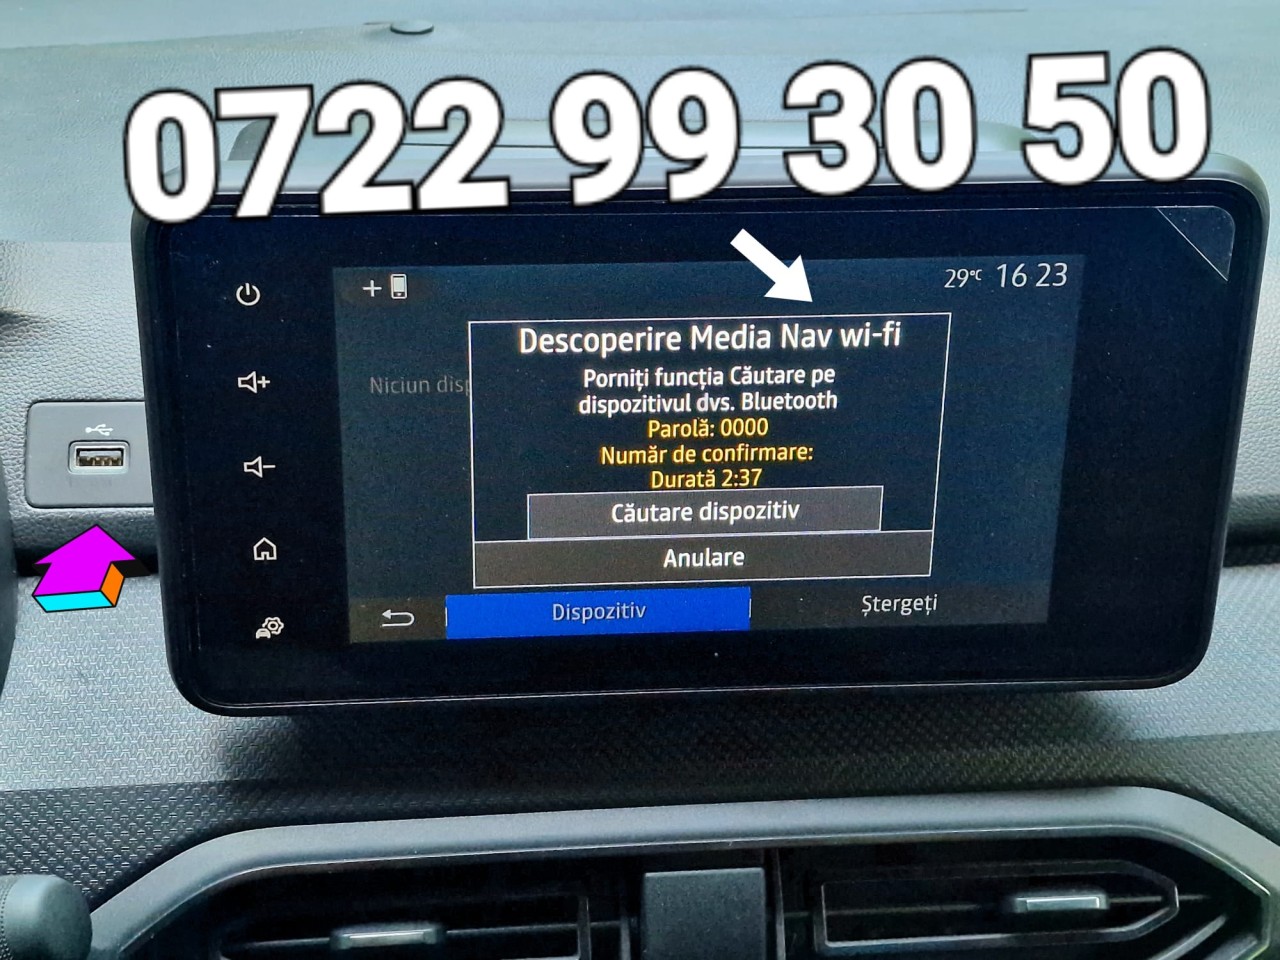 0722 99 30 50
29°C 16 23
Descoperire Media Nav wi-fi
Niciun
Porniți funcția Căutare pe
dispozitivul dvs. Bluetooth
Parolă: 0000
Număr de confirmare:
Durată 2:37
Căutare dispozitiv
Anulare
Dispozitiv
Ștergeți